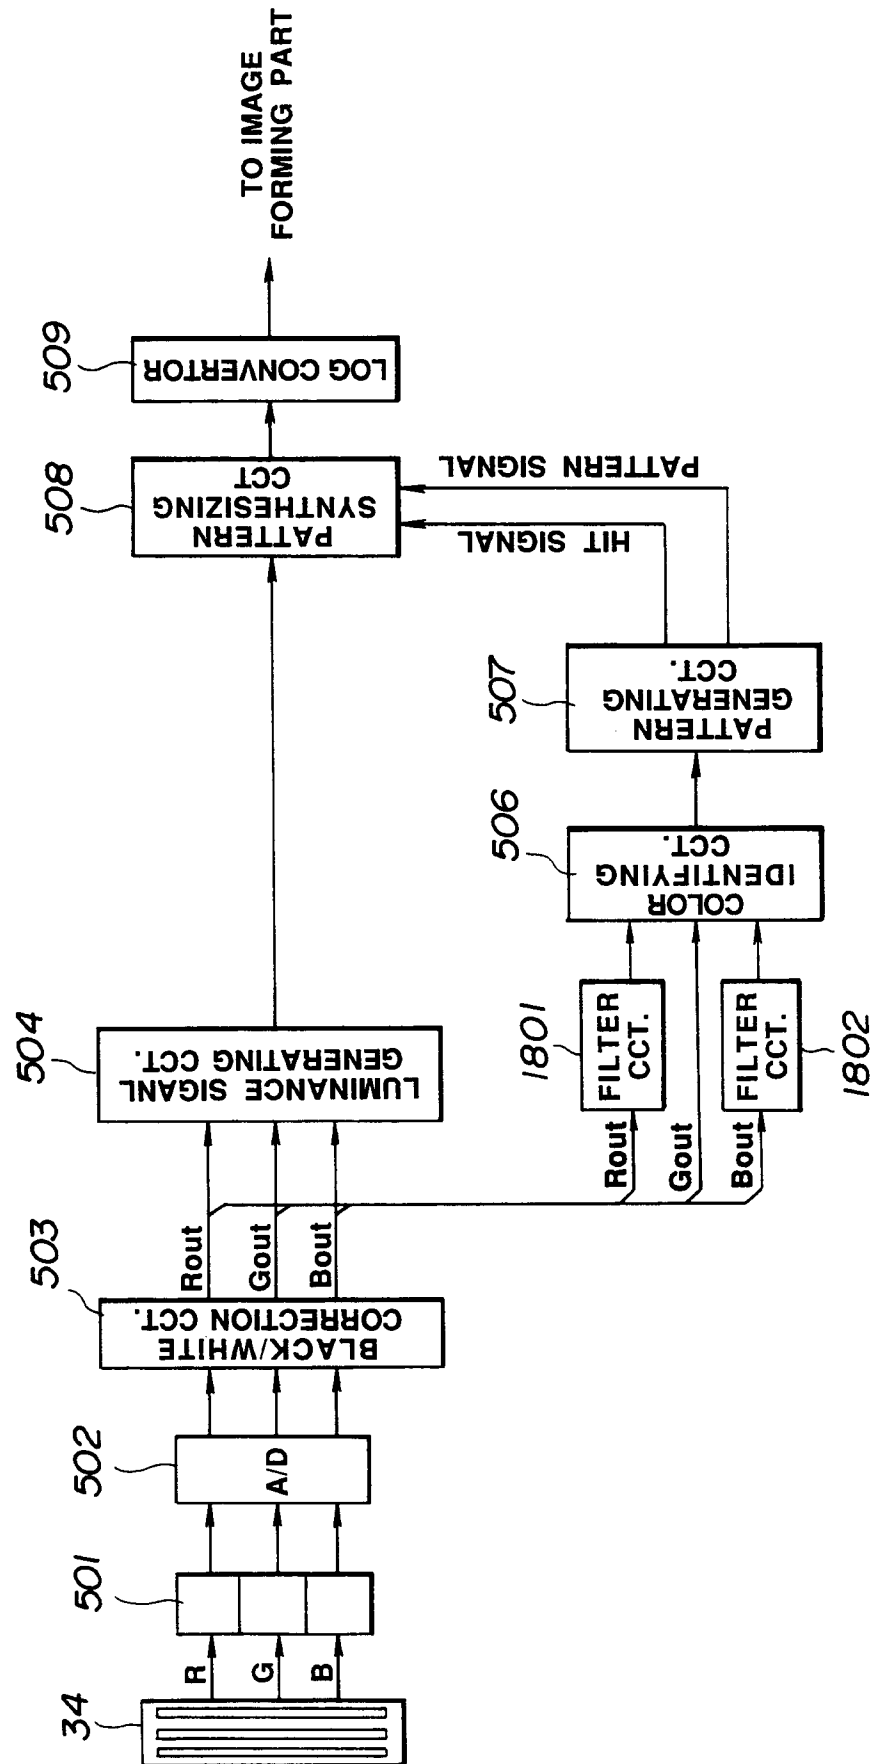 34
R
G
B
501
502
A/D
503
BLACK/WHITE
CORRECTION CCT.
Rout
Gout
Bout
504
LUMINANCE SIGANL
GENERATING CCT.
Rout
Gout
Bout
1801
FILTER
CCT.
FILTER
CCT.
1802
506
COLOR
IDENTIFYING
CCT.
507
PATTERN
GENERATING
CCT.
HIT SIGNAL
PATTERN SIGNAL
508
PATTERN
SYNTHESIZING
CCT
509
LOG CONVERTOR
TO IMAGE
FORMING PART